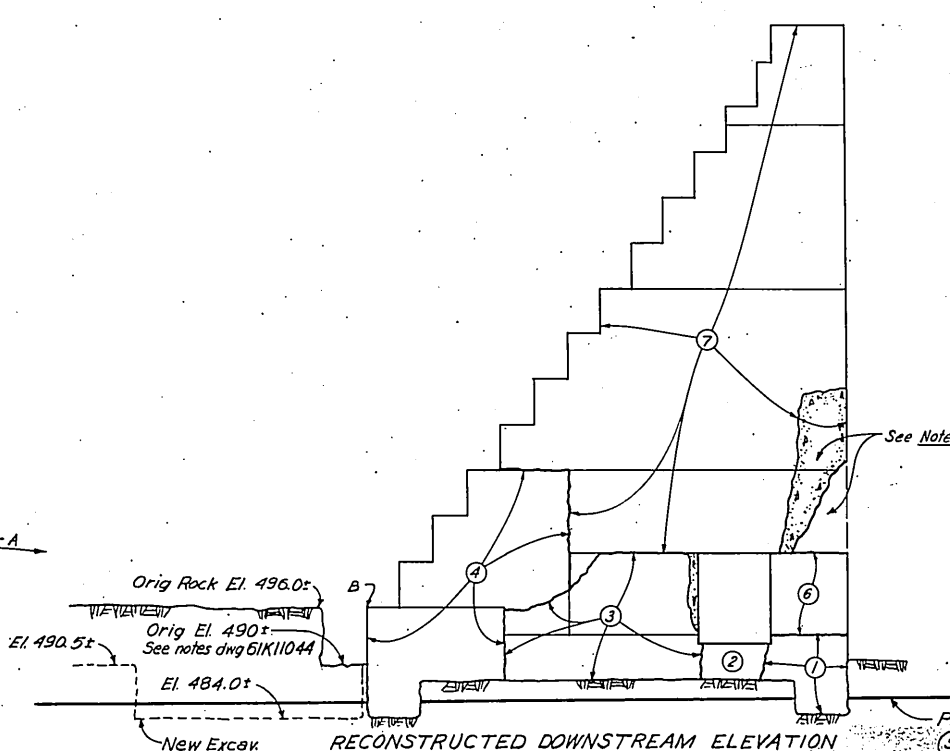 7
See Note
A
4
Orig Rock El. 496.0±
B
3
6
Orig El. 490±
See notes dwg 61K11044
El. 490.5±
2
1
El. 484.0±
New Excav.
RECONSTRUCTED DOWNSTREAM ELEVATION